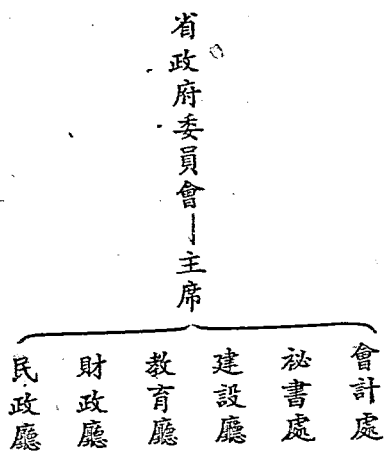 省政府委員會—主席
會計處
祕書處
建設廳
教育廳
財政廳
民政廳